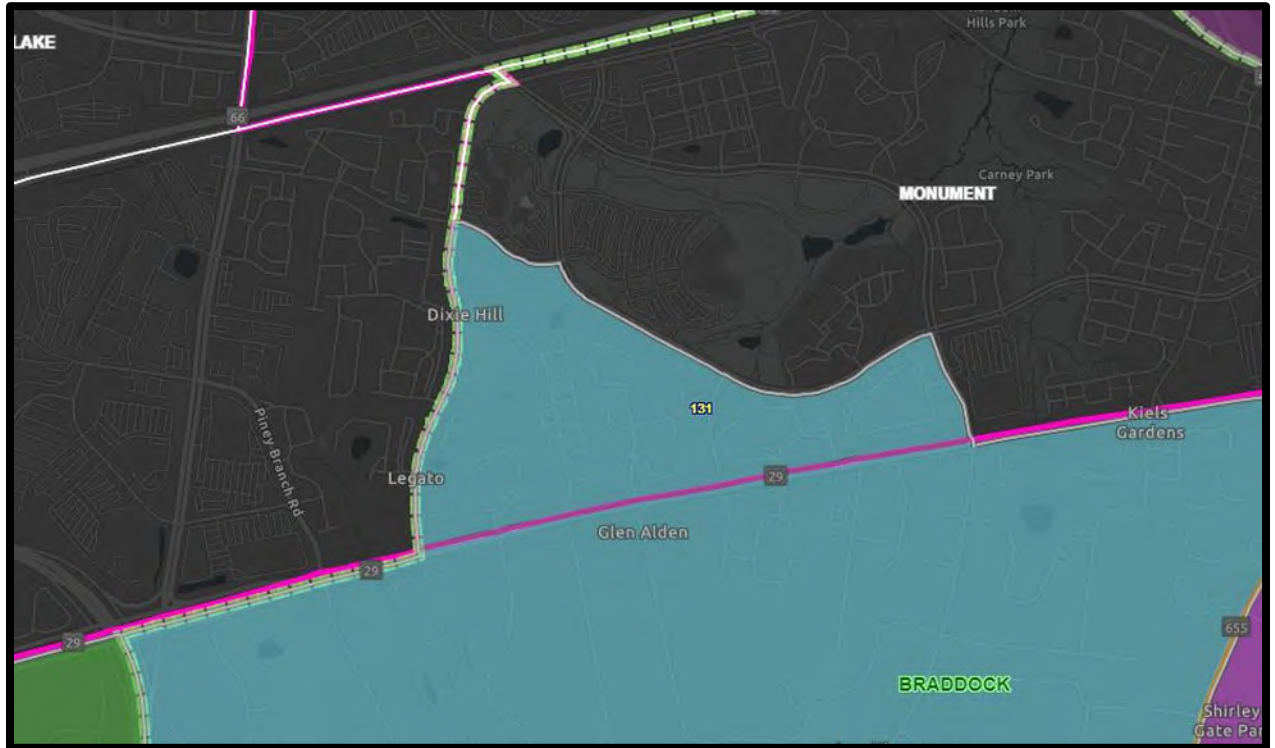 Hills Park
LAKE
66
Carney Park
MONUMENT
Dixie Hill
131
Kiels
Gardens
Piney Branch Rd
Legato
29
Glen Alden
29
29
655
BRADDOCK
Shirley
Gate Par